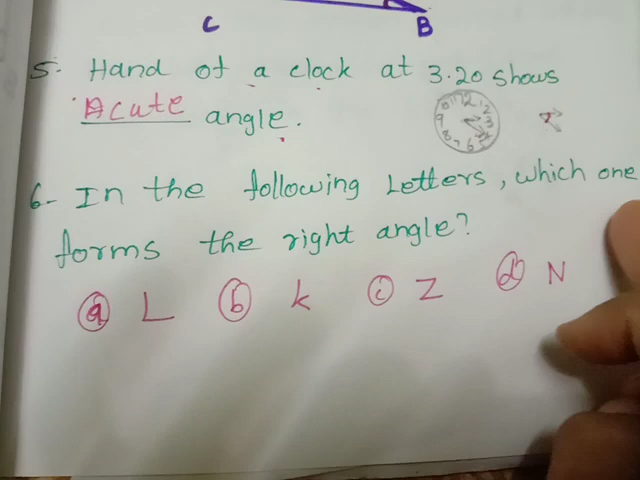 C B
5. Hand of a clock at 3.20 shows
Acute angle.
6- In the following Letters, which one
forms the right angle?
a L b k c Z d N